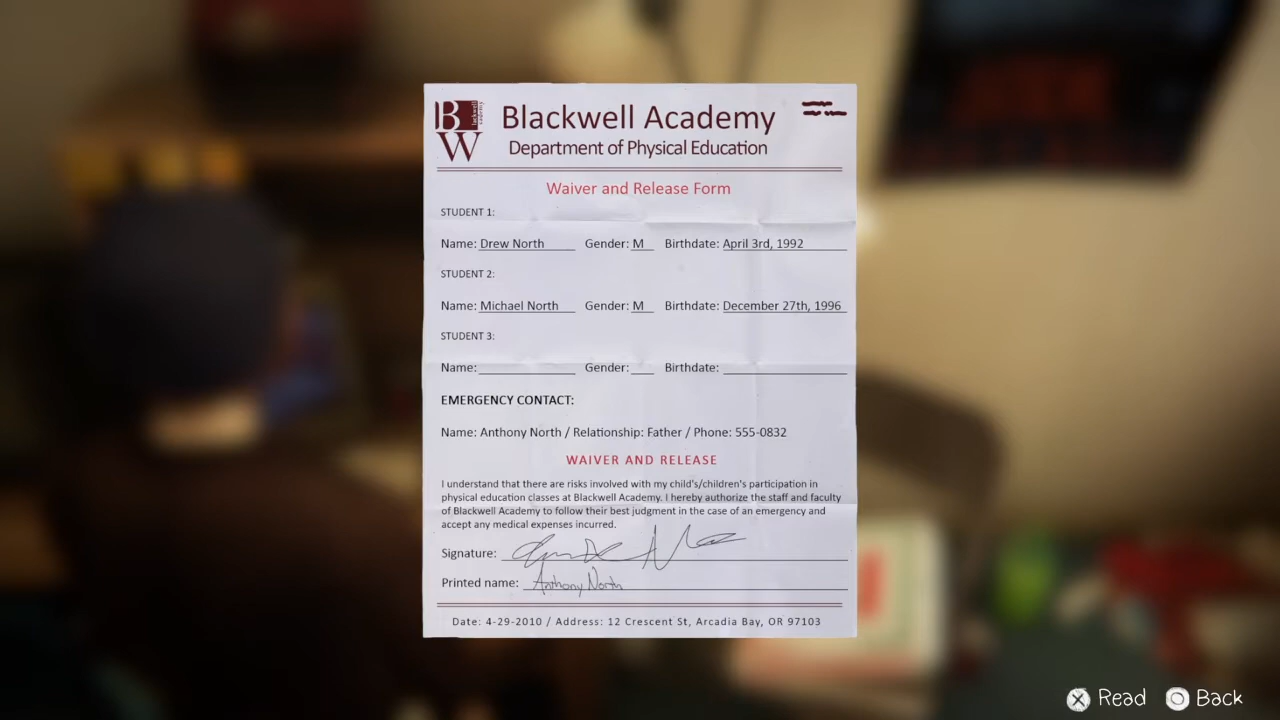 BW Blackwell Academy
Blackwell Academy
Department of Physical Education
Waiver and Release Form
STUDENT 1:
Name: Drew North Gender: M Birthdate: April 3rd, 1992
STUDENT 2:
Name: Michael North Gender: M Birthdate: December 27th, 1996
STUDENT 3:
Name: Gender: Birthdate:
EMERGENCY CONTACT:
Name: Anthony North / Relationship: Father / Phone: 555-0832
WAIVER AND RELEASE
I understand that there are risks involved with my child's/children's participation in
physical education classes at Blackwell Academy. I hereby authorize the staff and faculty
of Blackwell Academy to follow their best judgment in the case of an emergency and
accept any medical expenses incurred.
Signature:
Printed name: Anthony North
Date: 4-29-2010 / Address: 12 Crescent St, Arcadia Bay, OR 97103
Read Back